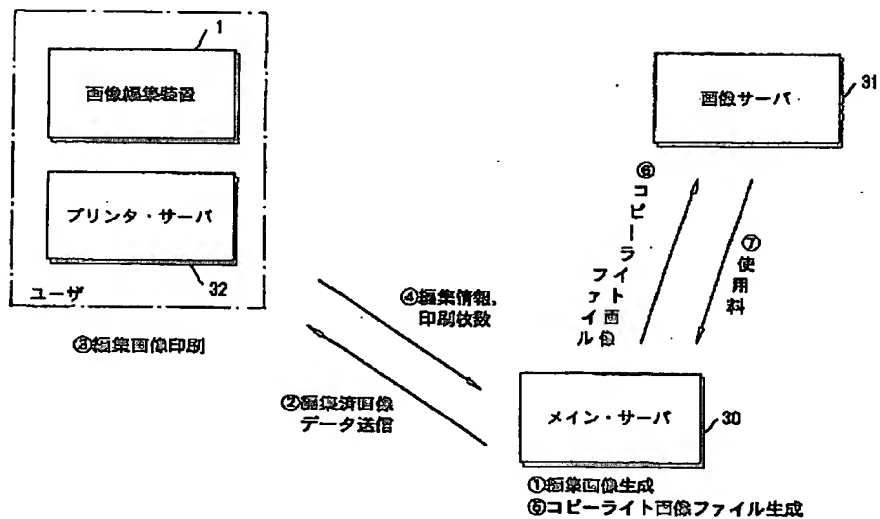 1
画像編集装置
プリンタ・サーバ
32
ユーザ
③編集画像印刷
画像サーバ
31
⑥コピーライト画像
ファイル
⑦使用料
④編集情報,
印刷枚数
②編集済画像
データ送信
メイン・サーバ
30
①編集画像生成
⑤コピーライト画像ファイル生成